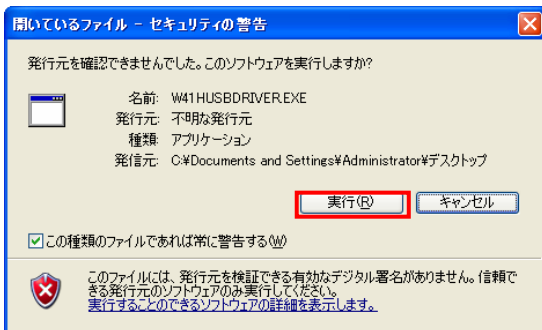 開いているファイル - セキュリティの警告
発行元を確認できませんでした。このソフトウェアを実行しますか?
名前: W41HUSBDRIVER.EXE
発行元: 不明な発行元
種類: アプリケーション
発信元: C:¥Documents and Settings¥Administrator¥デスクトップ
実行(R) キャンセル
この種類のファイルであれば常に警告する(W)
このファイルには、発行元を検証できる有効なデジタル署名がありません。信頼で
きる発行元のソフトウェアのみ実行してください。
実行することのできるソフトウェアの詳細を表示します。